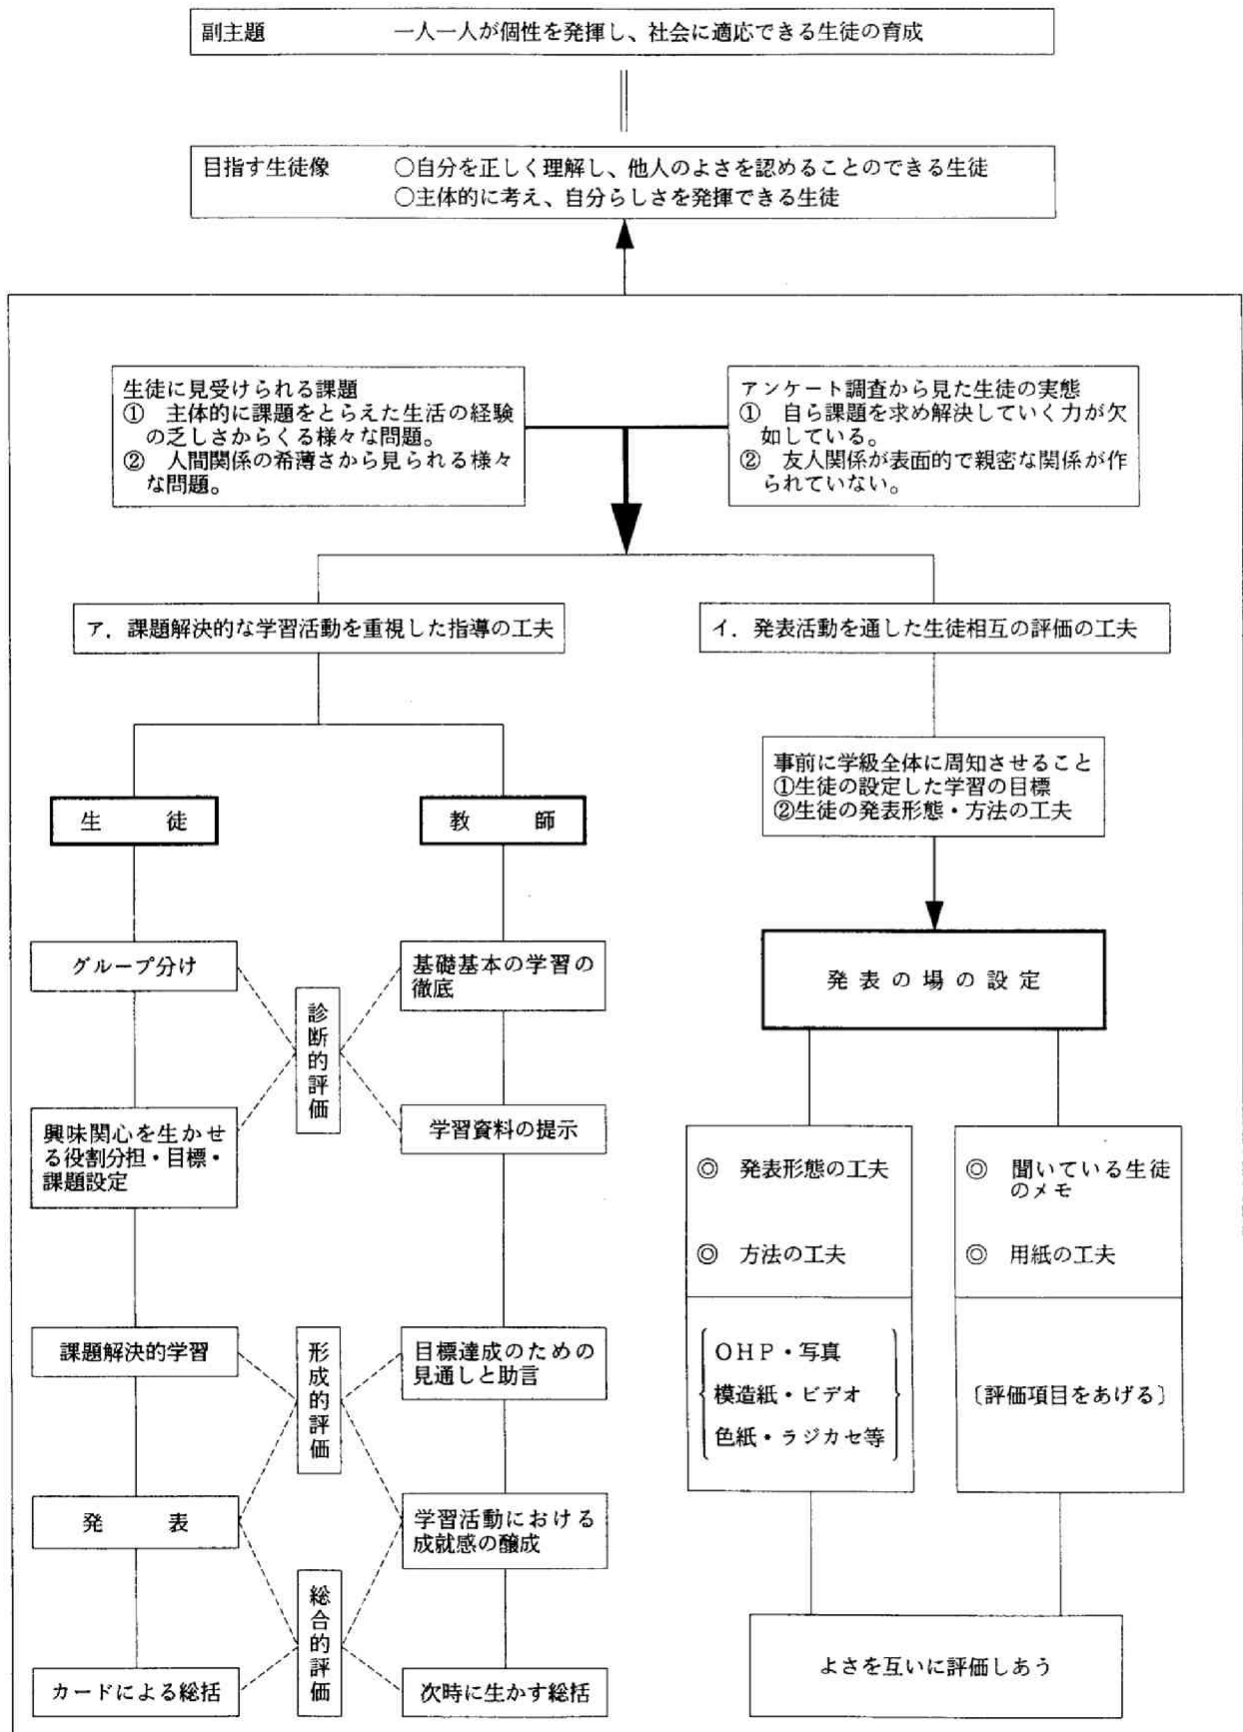 副主題　一人一人が個性を発揮し、社会に適応できる生徒の育成
目指す生徒像　○自分を正しく理解し、他人のよさを認めることのできる生徒
○主体的に考え、自分らしさを発揮できる生徒
生徒に見受けられる課題
①　主体的に課題をとらえた生活の経験
の乏しさからくる様々な問題。
②　人間関係の希薄さから見られる様々
な問題。
アンケート調査から見た生徒の実態
①　自ら課題を求め解決していく力が欠
如している。
②　友人関係が表面的で親密な関係が作
られていない。
ア．課題解決的な学習活動を重視した指導の工夫
イ．発表活動を通した生徒相互の評価の工夫
生　徒
教　師
グループ分け
基礎基本の学習の
徹底
診断的評価
興味関心を生かせ
る役割分担・目標・
課題設定
学習資料の提示
課題解決的学習
形成的評価
目標達成のための
見通しと助言
発　表
学習活動における
成就感の醸成
総合的評価
カードによる総括
次時に生かす総括
事前に学級全体に周知させること
①生徒の設定した学習の目標
②生徒の発表形態・方法の工夫
発表の場の設定
◎　発表形態の工夫
◎　方法の工夫
OHP・写真
模造紙・ビデオ
色紙・ラジカセ等
◎　聞いている生徒
のメモ
◎　用紙の工夫
〔評価項目をあげる〕
よさを互いに評価しあう